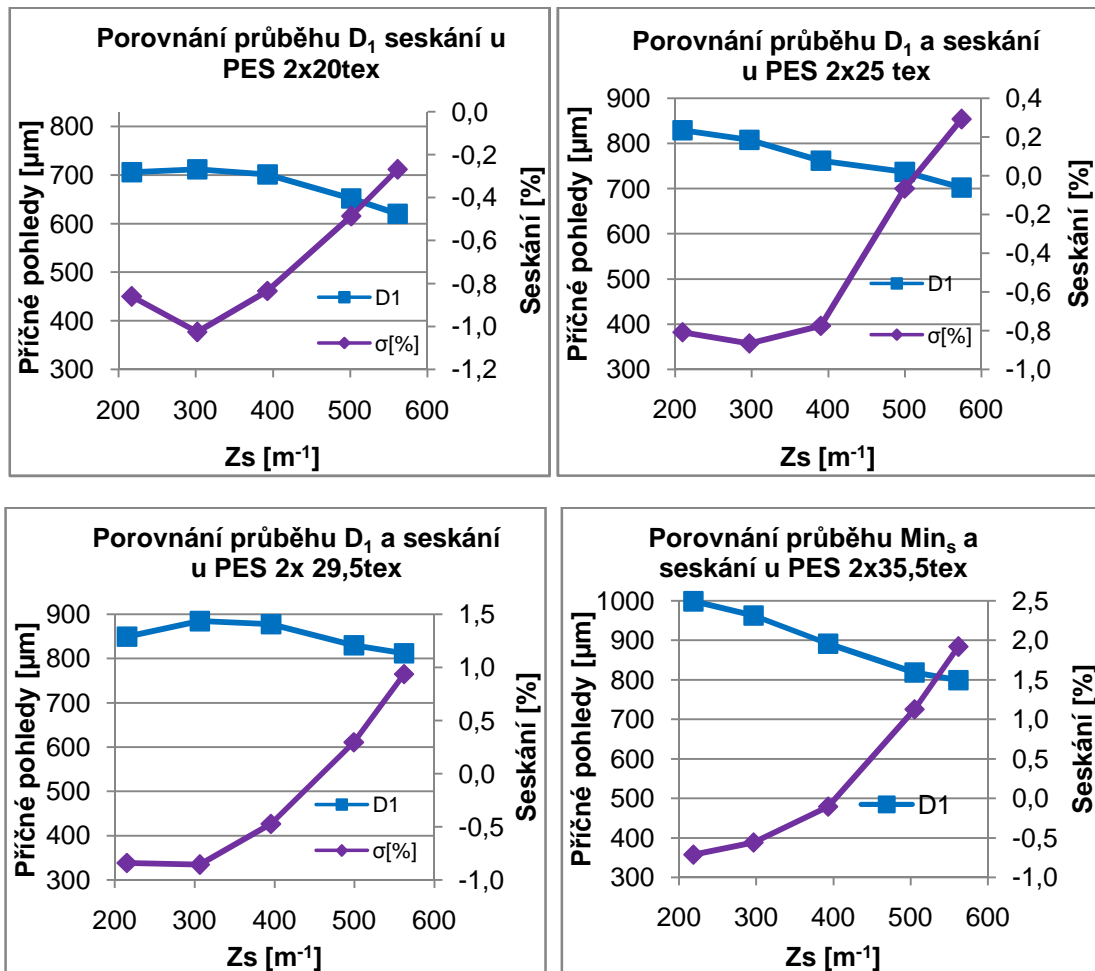 Porovnání průběhu D₁ seskání u
PES 2x20tex
Příčné pohledy [µm]
800
700
600
500
400
300
0,0
-0,2
-0,4
-0,6
-0,8
-1,0
-1,2
Seskání [%]
D1
σ[%]
200 300 400 500 600
Zs [m⁻¹]
Porovnání průběhu D₁ a seskání
u PES 2x25 tex
Příčné pohledy [µm]
900
800
700
600
500
400
300
0,4
0,2
0,0
-0,2
-0,4
-0,6
-0,8
-1,0
Seskání [%]
D1
σ[%]
200 300 400 500 600
Zs [m⁻¹]
Porovnání průběhu D₁ a seskání
u PES 2x 29,5tex
Příčné pohledy [µm]
900
800
700
600
500
400
300
1,5
1,0
0,5
0,0
-0,5
-1,0
Seskání [%]
D1
σ[%]
200 300 400 500 600
Zs [m⁻¹]
Porovnání průběhu Minₛ a
seskání u PES 2x35,5tex
Příčné pohledy [µm]
1000
900
800
700
600
500
400
300
2,5
2,0
1,5
1,0
0,5
0,0
-0,5
-1,0
Seskání [%]
D1
200 300 400 500 600
Zs [m⁻¹]